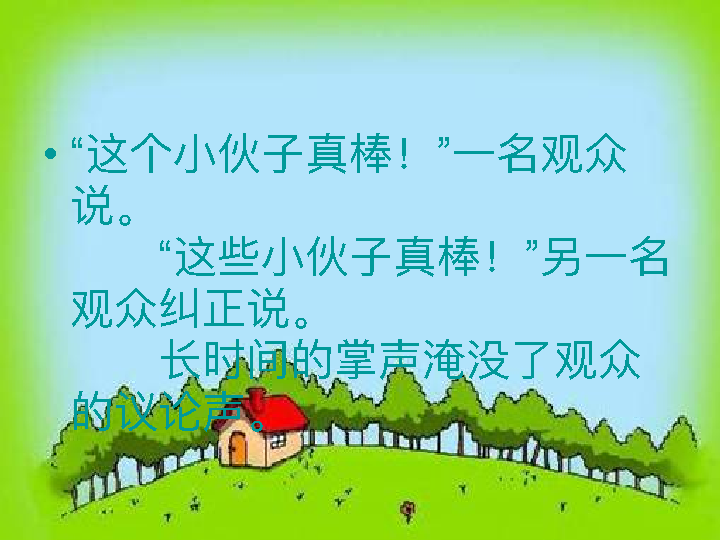 • “这个小伙子真棒！”一名观众
说。
“这些小伙子真棒！”另一名
观众纠正说。
长时间的掌声淹没了观众
的议论声。